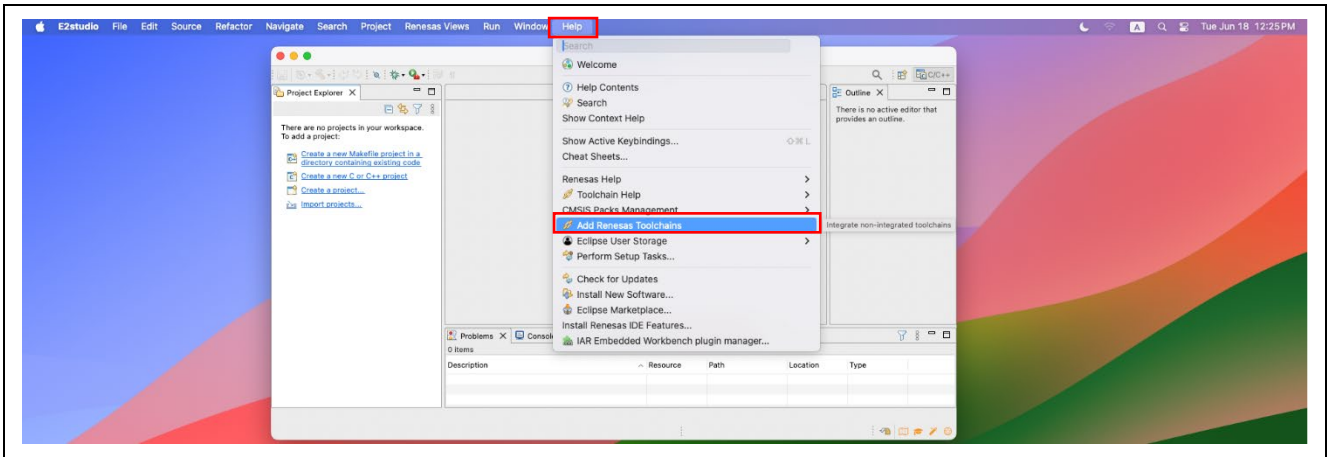 E2studio File Edit Source Refactor Navigate Search Project Renesas Views Run Window Help
A Tue Jun 18 12:25 PM
Search
Welcome
Help Contents
Search
Show Context Help
Show Active Keybindings... ⇧⌘L
Cheat Sheets...
Renesas Help
Toolchain Help
CMSIS Packs Management
Add Renesas Toolchains
Integrate non-integrated toolchains
Eclipse User Storage
Perform Setup Tasks...
Check for Updates
Install New Software...
Eclipse Marketplace...
Install Renesas IDE Features...
IAR Embedded Workbench plugin manager...
C/C++
Project Explorer
There are no projects in your workspace.
To add a project:
Create a new Makefile project in a
directory containing existing code
Create a new C or C++ project
Create a project...
Import projects...
Outline
There is no active editor that
provides an outline.
Problems Consol
0 items
Description Resource Path Location Type